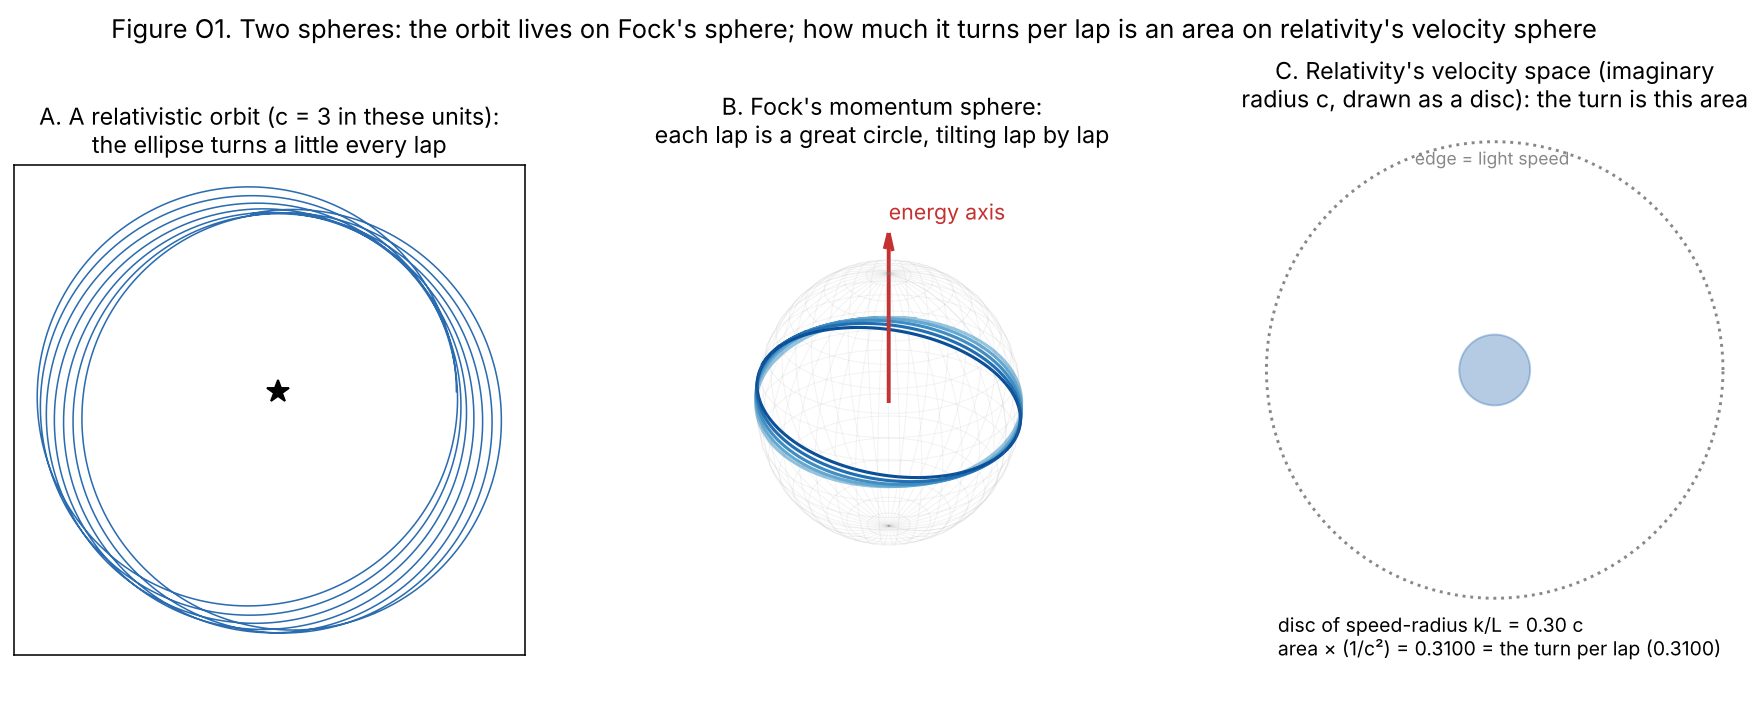 Figure O1. Two spheres: the orbit lives on Fock's sphere; how much it turns per lap is an area on relativity's velocity sphere
A. A relativistic orbit (c = 3 in these units):
the ellipse turns a little every lap
B. Fock's momentum sphere:
each lap is a great circle, tilting lap by lap
energy axis
C. Relativity's velocity space (imaginary
radius c, drawn as a disc): the turn is this area
edge = light speed
disc of speed-radius k/L = 0.30 c
area × (1/c²) = 0.3100 = the turn per lap (0.3100)